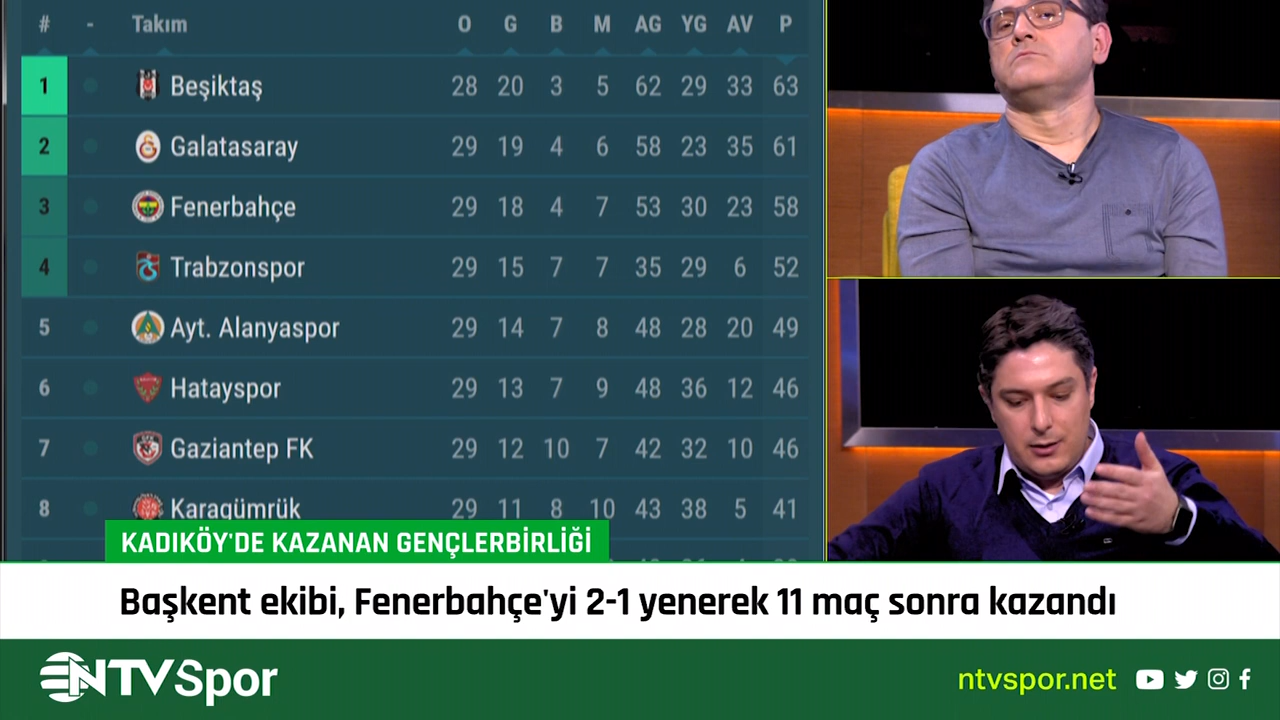 # - Takım O G B M AG YG AV P
1 Beşiktaş 28 20 3 5 62 29 33 63
2 Galatasaray 29 19 4 6 58 23 35 61
3 Fenerbahçe 29 18 4 7 53 30 23 58
4 Trabzonspor 29 15 7 7 35 29 6 52
5 Ayt. Alanyaspor 29 14 7 8 48 28 20 49
6 Hatayspor 29 13 7 9 48 36 12 46
7 Gaziantep FK 29 12 10 7 42 32 10 46
8 Karagümrük 29 11 8 10 43 38 5 41
KADIKÖY'DE KAZANAN GENÇLERBİRLİĞİ
Başkent ekibi, Fenerbahçe'yi 2-1 yenerek 11 maç sonra kazandı
NTVSpor
ntvspor.net